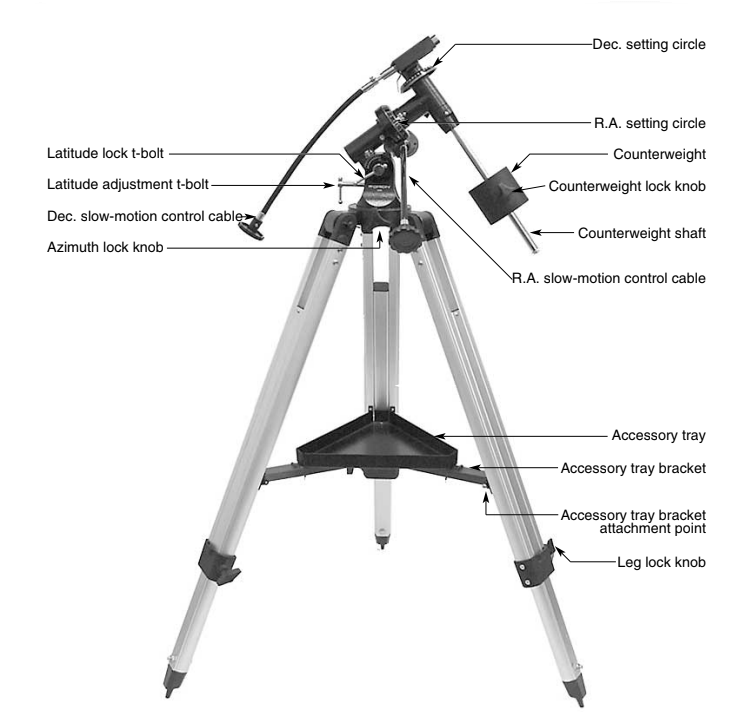 Dec. setting circle
R.A. setting circle
Latitude lock t-bolt
Counterweight
Latitude adjustment t-bolt
Counterweight lock knob
Dec. slow-motion control cable
Counterweight shaft
Azimuth lock knob
R.A. slow-motion control cable
Accessory tray
Accessory tray bracket
Accessory tray bracket
attachment point
Leg lock knob